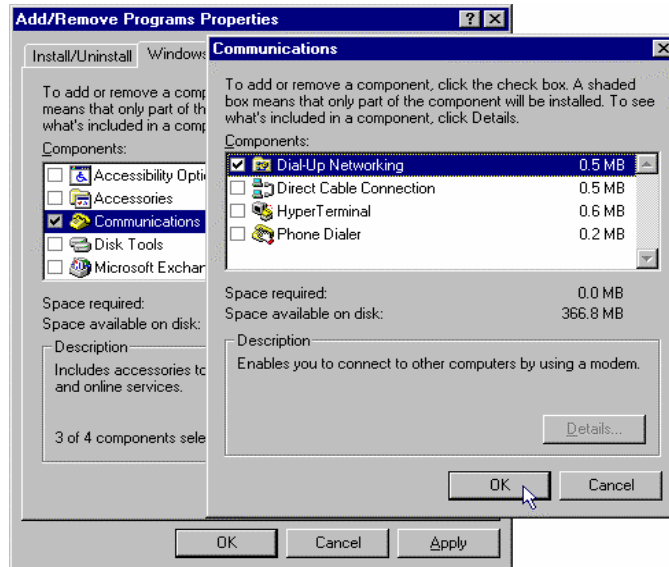 Add/Remove Programs Properties
Install/Uninstall Windows
To add or remove a comp
means that only part of th
what's included in a comp
Components:
Accessibility Opti
Accessories
Communications
Disk Tools
Microsoft Exchan
Space required:
Space available on disk:
Description
Includes accessories to
and online services.
3 of 4 components sele
OK Cancel Apply
Communications
To add or remove a component, click the check box. A shaded
box means that only part of the component will be installed. To see
what's included in a component, click Details.
Components:
Dial-Up Networking 0.5 MB
Direct Cable Connection 0.5 MB
HyperTerminal 0.6 MB
Phone Dialer 0.2 MB
Space required: 0.0 MB
Space available on disk: 366.8 MB
Description
Enables you to connect to other computers by using a modem.
Details...
OK Cancel